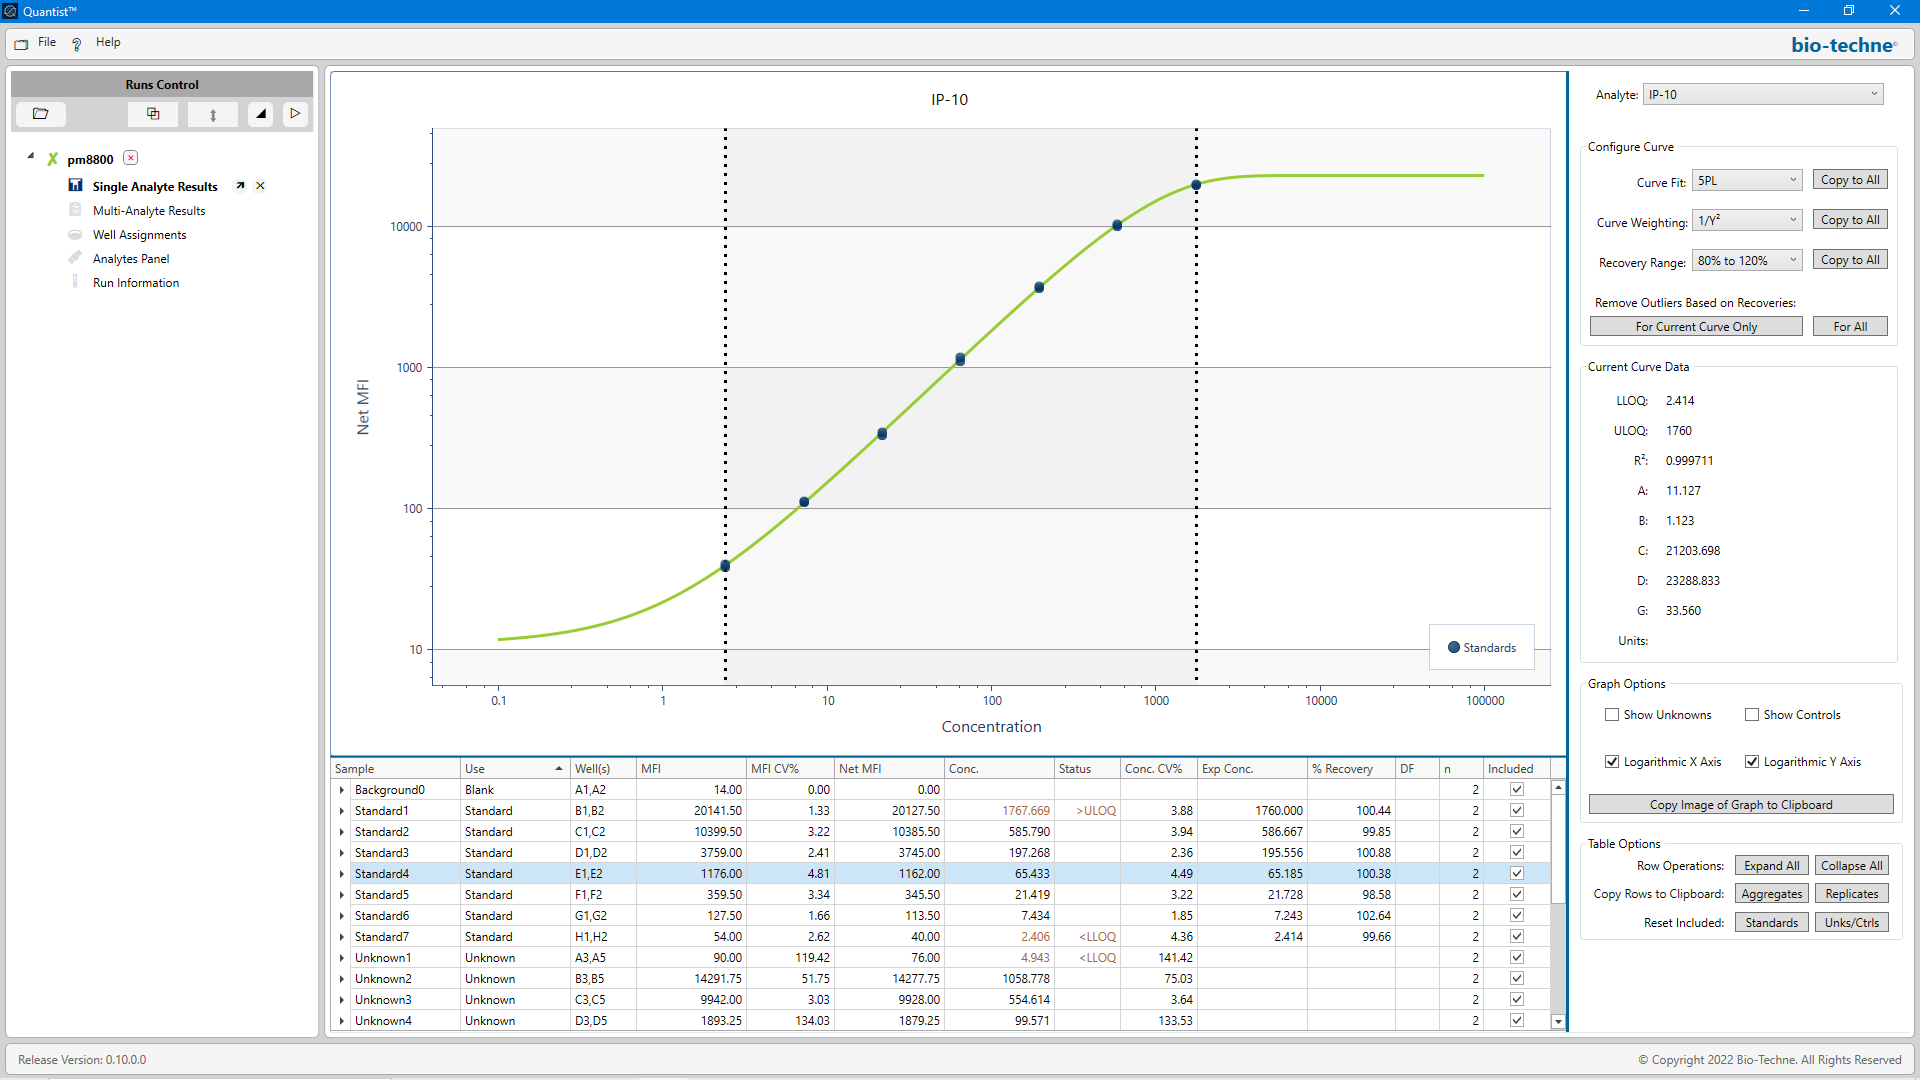 Quantist™
File Help
bio-techne
Runs Control
pm8800
Single Analyte Results
Multi-Analyte Results
Well Assignments
Analytes Panel
Run Information
IP-10
Net MFI
10000
1000
100
10
0.1 1 10 100 1000 10000 100000
Concentration
Standards
Analyte: IP-10
Configure Curve
Curve Fit: 5PL Copy to All
Curve Weighting: 1/Y² Copy to All
Recovery Range: 80% to 120% Copy to All
Remove Outliers Based on Recoveries:
For Current Curve Only For All
Current Curve Data
LLOQ: 2.414
ULOQ: 1760
R²: 0.999711
A: 11.127
B: 1.123
C: 21203.698
D: 23288.833
G: 33.560
Units:
Graph Options
Show Unknowns Show Controls
Logarithmic X Axis Logarithmic Y Axis
Copy Image of Graph to Clipboard
Table Options
Row Operations: Expand All Collapse All
Copy Rows to Clipboard: Aggregates Replicates
Reset Included: Standards Unks/Ctrls
Sample Use Well(s) MFI MFI CV% Net MFI Conc. Status Conc. CV% Exp Conc. % Recovery DF n Included
Background0 Blank A1,A2 14.00 0.00 0.00 2
Standard1 Standard B1,B2 20141.50 1.33 20127.50 1767.669 >ULOQ 3.88 1760.000 100.44 2
Standard2 Standard C1,C2 10399.50 3.22 10385.50 585.790 3.94 586.667 99.85 2
Standard3 Standard D1,D2 3759.00 2.41 3745.00 197.268 2.36 195.556 100.88 2
Standard4 Standard E1,E2 1176.00 4.81 1162.00 65.433 4.49 65.185 100.38 2
Standard5 Standard F1,F2 359.50 3.34 345.50 21.419 3.22 21.728 98.58 2
Standard6 Standard G1,G2 127.50 1.66 113.50 7.434 1.85 7.243 102.64 2
Standard7 Standard H1,H2 54.00 2.62 40.00 2.406 <LLOQ 4.36 2.414 99.66 2
Unknown1 Unknown A3,A5 90.00 119.42 76.00 4.943 <LLOQ 141.42 2
Unknown2 Unknown B3,B5 14291.75 51.75 14277.75 1058.778 75.03 2
Unknown3 Unknown C3,C5 9942.00 3.03 9928.00 554.614 3.64 2
Unknown4 Unknown D3,D5 1893.25 134.03 1879.25 99.571 133.53 2
Release Version: 0.10.0.0
© Copyright 2022 Bio-Techne. All Rights Reserved